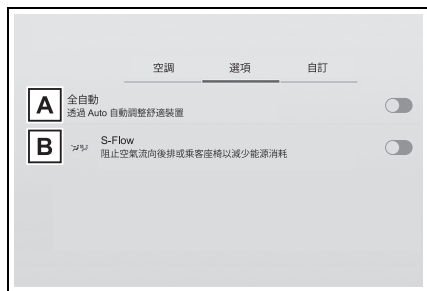 空調 選項 自訂
A 全自動
透過 Auto 自動調整舒適裝置
B S-Flow
阻止空氣流向後排或乘客座椅以減少能源消耗